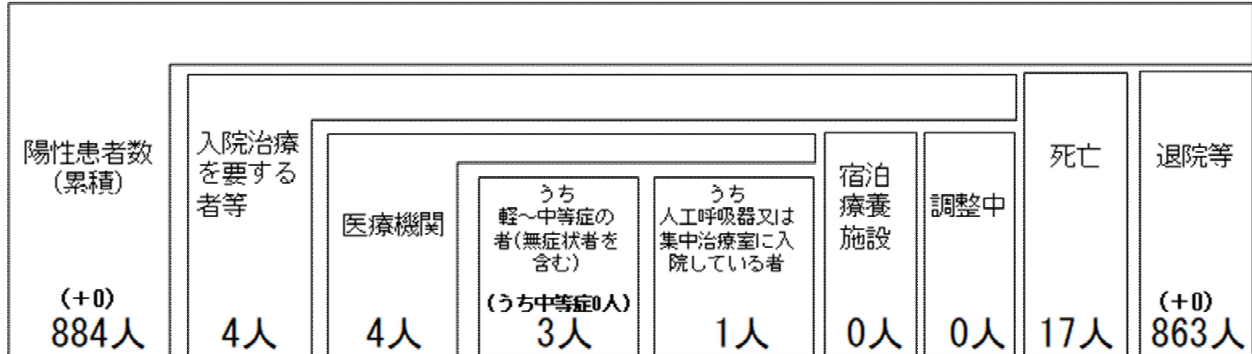 陽性患者数
(累積)
(+0)
884人
入院治療
を要する
者等
4人
医療機関
4人
うち
軽~中等症の
者(無症状者を
含む)
(うち中等症0人)
3人
うち
人工呼吸器又は
集中治療室に入
院している者
1人
宿泊
療養
施設
0人
調整中
0人
死亡
17人
退院等
(+0)
863人